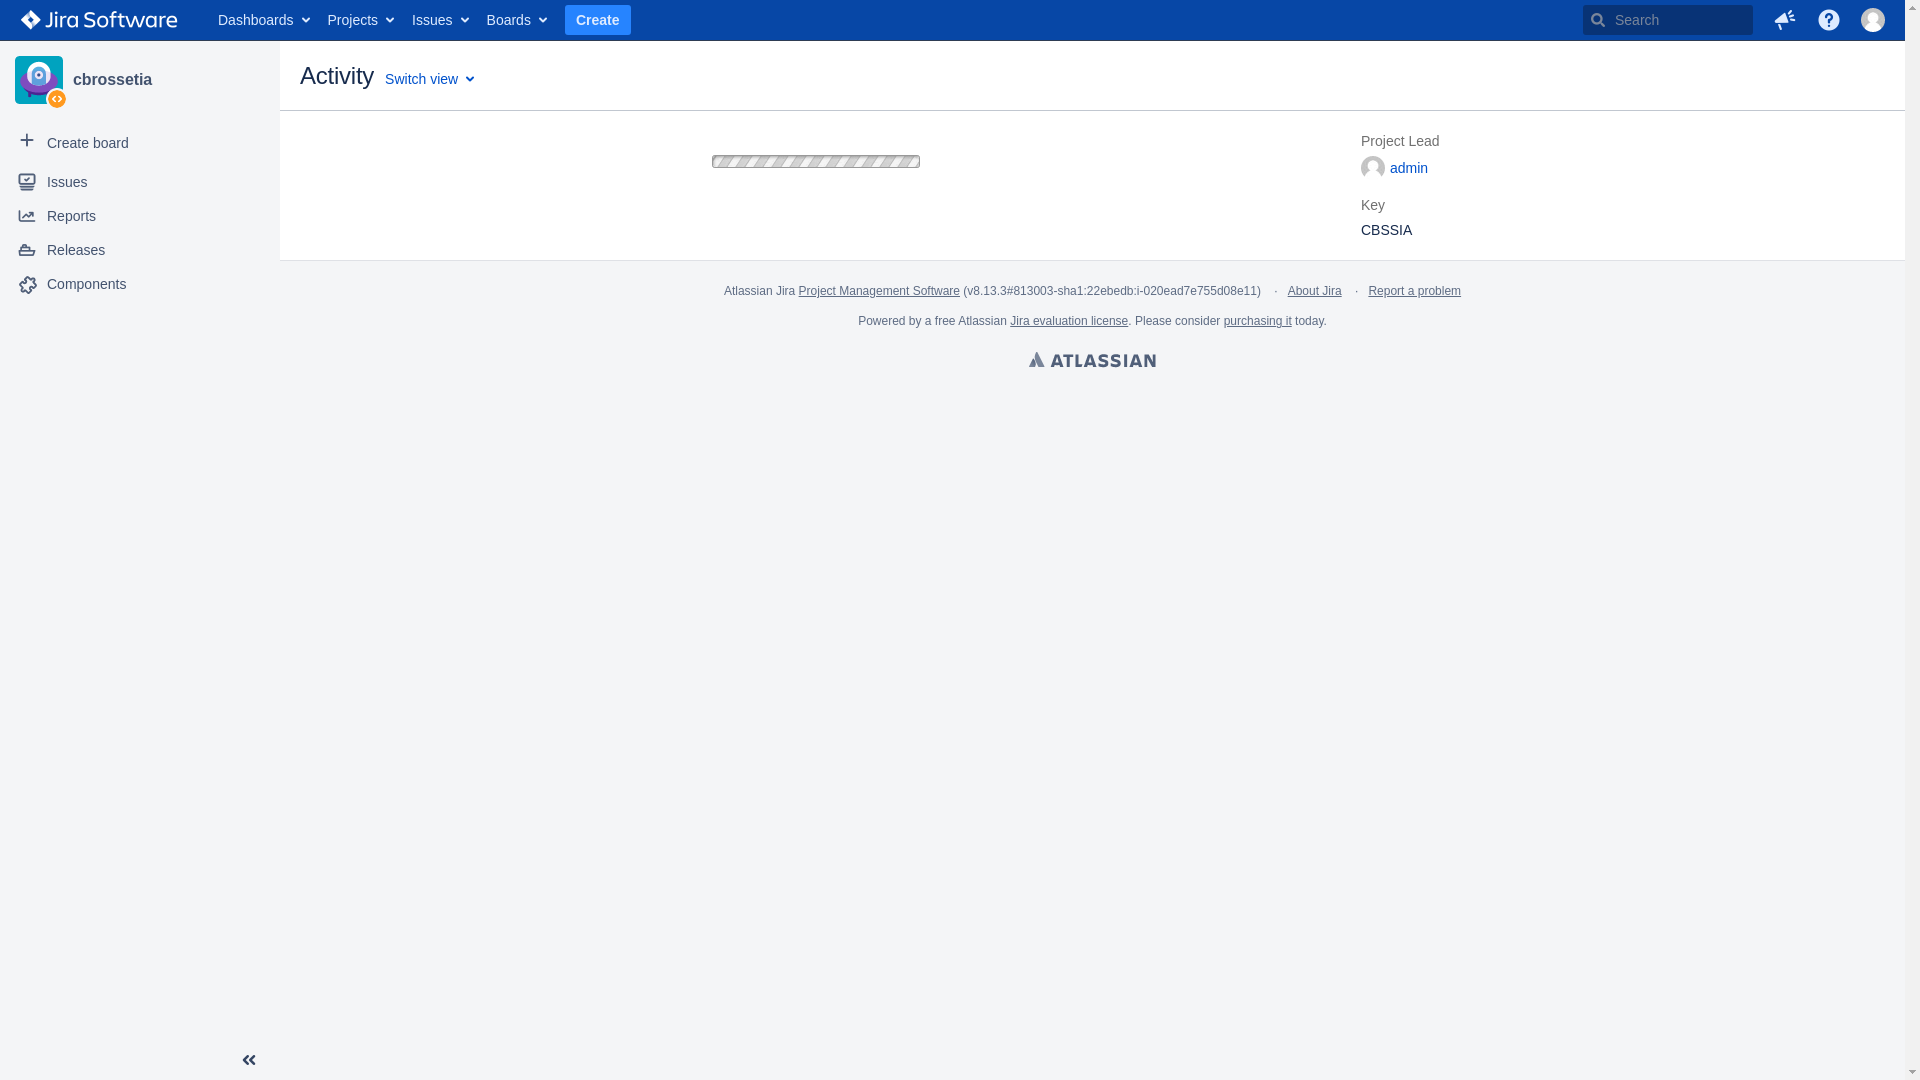 Jira Software Dashboards Projects Issues Boards Create Search
cbrossetia
Create board
Issues
Reports
Releases
Components
Activity Switch view
Project Lead
admin
Key
CBSSIA
Atlassian Jira Project Management Software (v8.13.3#813003-sha1:22ebedb:i-020ead7e755d08e11) · About Jira · Report a problem
Powered by a free Atlassian Jira evaluation license. Please consider purchasing it today.
ATLASSIAN